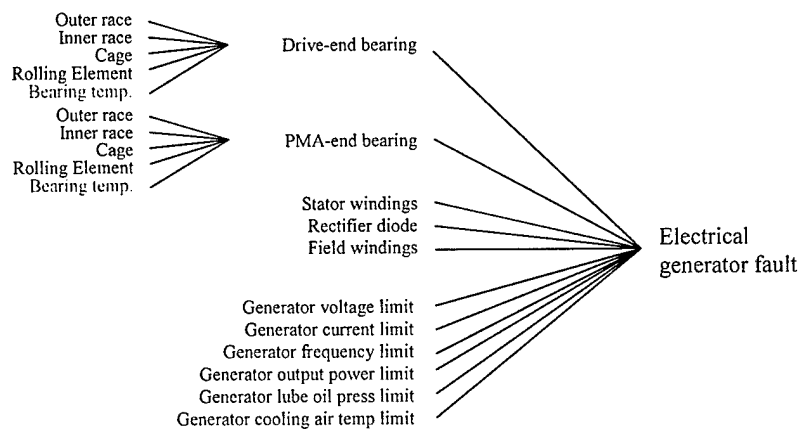 Outer race
Inner race
Cage
Rolling Element
Bearing temp.
Drive-end bearing
Outer race
Inner race
Cage
Rolling Element
Bearing temp.
PMA-end bearing
Stator windings
Rectifier diode
Field windings
Generator voltage limit
Generator current limit
Generator frequency limit
Generator output power limit
Generator lube oil press limit
Generator cooling air temp limit
Electrical
generator fault